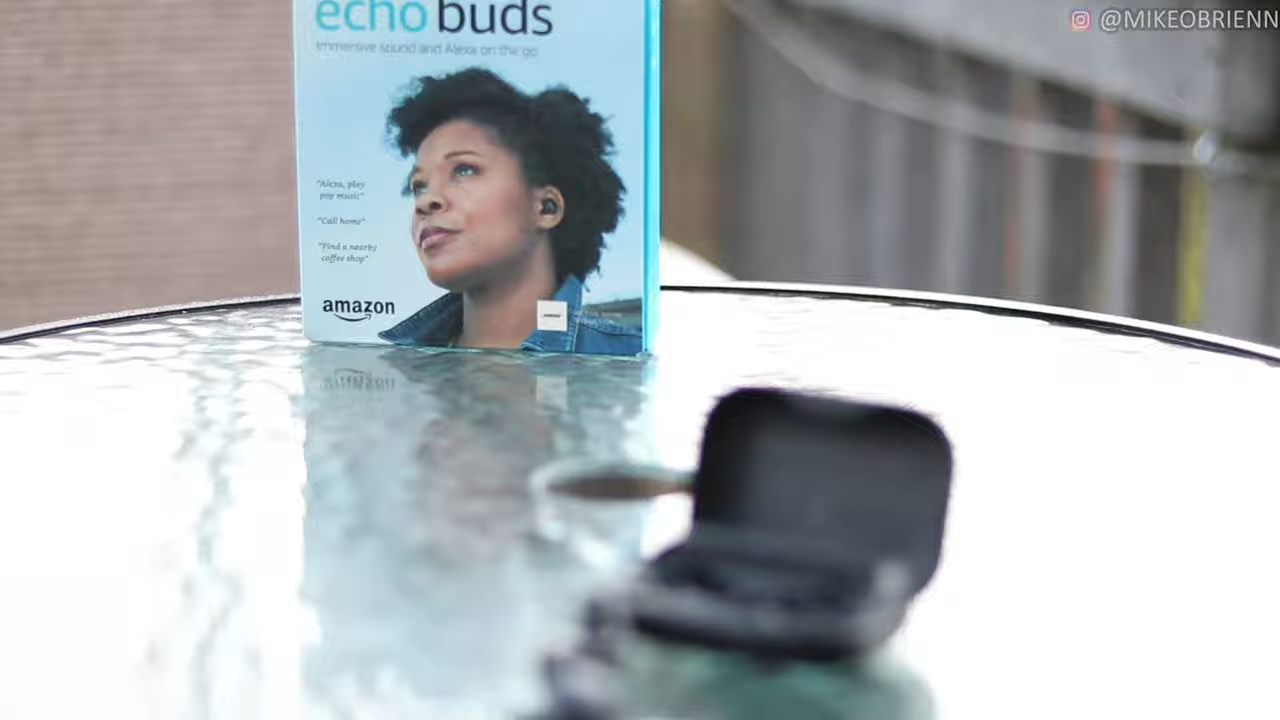 @MIKEOBRIENN
echo buds
Immersive sound and Alexa on the go
"Alexa, play
pop music"
"Call home"
"Find a nearby
coffee shop"
amazon